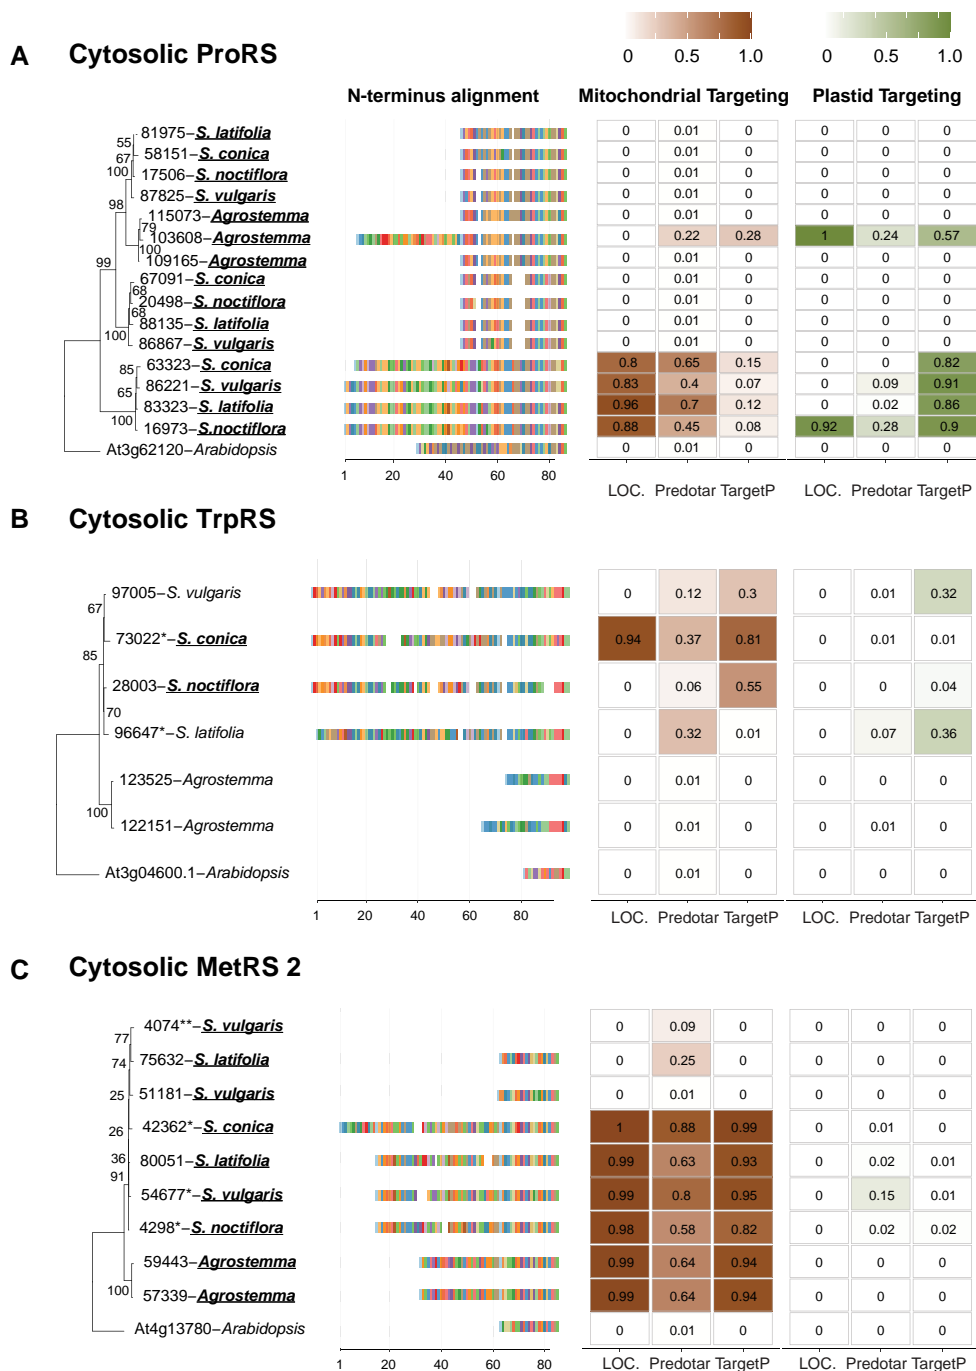 0 0.5 1.0 0 0.5 1.0
A Cytosolic ProRS
N-terminus alignment Mitochondrial Targeting Plastid Targeting
81975–S. latifolia 0 0.01 0 0 0 0
55
58151–S. conica 0 0.01 0 0 0 0
67
100 17506–S. noctiflora 0 0.01 0 0 0 0
87825–S. vulgaris 0 0.01 0 0 0 0
98
115073–Agrostemma 0 0.01 0 0 0 0
79
103608–Agrostemma 0 0.22 0.28 1 0.24 0.57
100
109165–Agrostemma 0 0.01 0 0 0 0
99
67091–S. conica 0 0.01 0 0 0 0
68
20498–S. noctiflora 0 0.01 0 0 0 0
68
88135–S. latifolia 0 0.01 0 0 0 0
100 86867–S. vulgaris 0 0.01 0 0 0 0
63323–S. conica 0.8 0.65 0.15 0 0 0.82
85
86221–S. vulgaris 0.83 0.4 0.07 0 0.09 0.91
65
83323–S. latifolia 0.96 0.7 0.12 0 0.02 0.86
100
16973–S.noctiflora 0.88 0.45 0.08 0.92 0.28 0.9
At3g62120–Arabidopsis 0 0.01 0 0 0 0
1 20 40 60 80
LOC. Predotar TargetP LOC. Predotar TargetP
B Cytosolic TrpRS
97005–S. vulgaris 0 0.12 0.3 0 0.01 0.32
67
73022*–S. conica 0.94 0.37 0.81 0 0.01 0.01
85
28003–S. noctiflora 0 0.06 0.55 0 0 0.04
70
96647*–S. latifolia 0 0.32 0.01 0 0.07 0.36
123525–Agrostemma 0 0.01 0 0 0 0
100
122151–Agrostemma 0 0.01 0 0 0.01 0
At3g04600.1–Arabidopsis 0 0.01 0 0 0 0
1 20 40 60 80
LOC. Predotar TargetP LOC. Predotar TargetP
C Cytosolic MetRS 2
4074**–S. vulgaris 0 0.09 0 0 0 0
77
75632–S. latifolia 0 0.25 0 0 0 0
74
51181–S. vulgaris 0 0.01 0 0 0 0
25
42362*–S. conica 1 0.88 0.99 0 0.01 0
26
80051–S. latifolia 0.99 0.63 0.93 0 0.02 0.01
36
91
54677*–S. vulgaris 0.99 0.8 0.95 0 0.15 0.01
4298*–S. noctiflora 0.98 0.58 0.82 0 0.02 0.02
59443–Agrostemma 0.99 0.64 0.94 0 0 0
100
57339–Agrostemma 0.99 0.64 0.94 0 0 0
At4g13780–Arabidopsis 0 0.01 0 0 0 0
1 20 40 60 80
LOC. Predotar TargetP LOC. Predotar TargetP